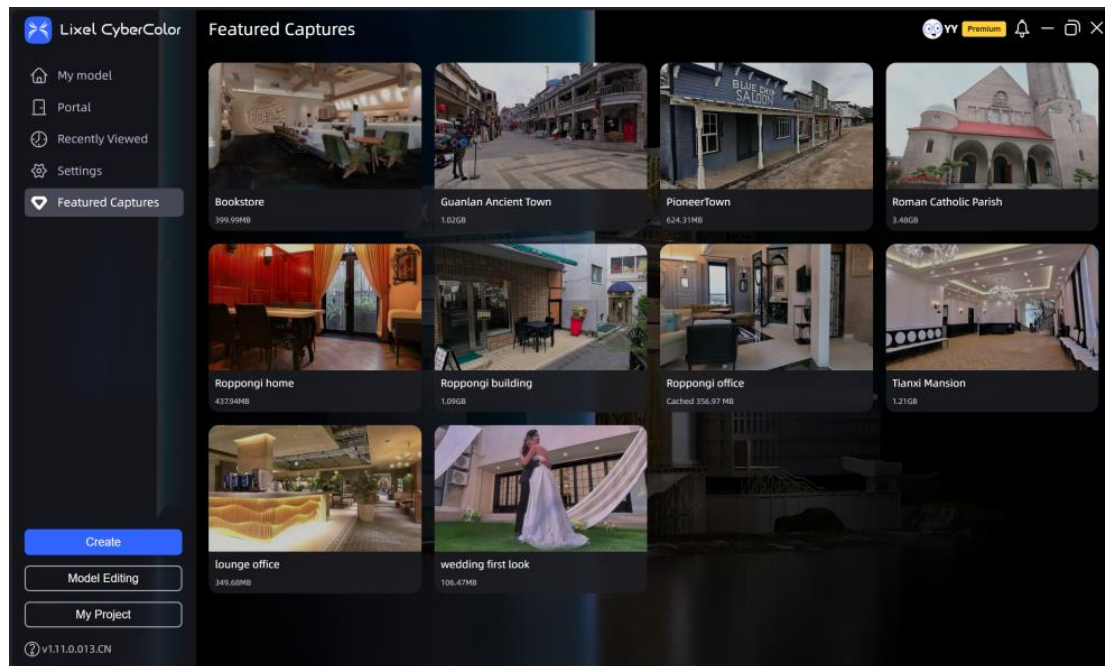 Lixel CyberColor
Featured Captures
YY Premium
My model
Portal
Recently Viewed
Settings
Featured Captures
BLUE CHIP
SALOON
Bookstore
399.99MB
Guanlan Ancient Town
1.02GB
PioneerTown
624.31MB
Roman Catholic Parish
3.48GB
Roppongi home
437.94MB
Roppongi building
1.09GB
Roppongi office
Cached 356.97 MB
Tianxi Mansion
1.21GB
lounge office
349.68MB
wedding first look
106.47MB
Create
Model Editing
My Project
v1.11.0.013.CN